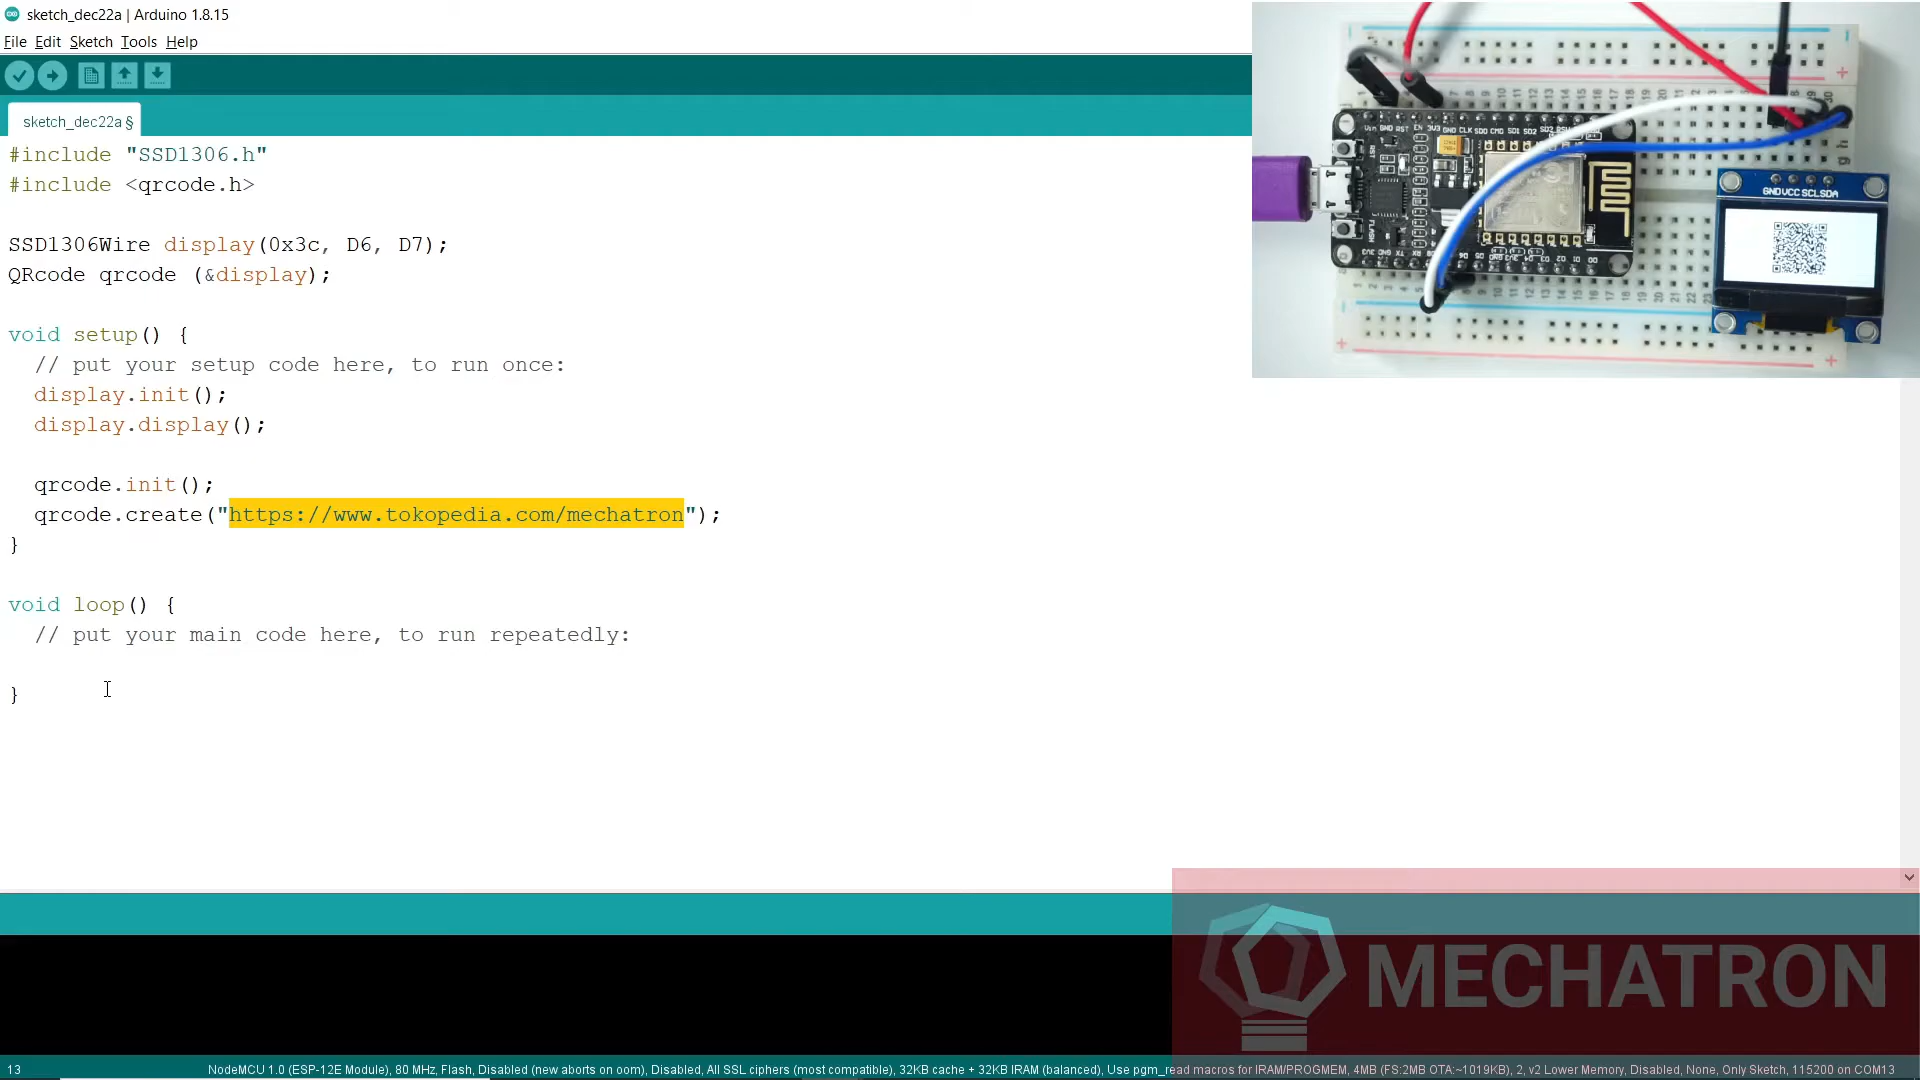 sketch_dec22a | Arduino 1.8.15
File Edit Sketch Tools Help
sketch_dec22a §
#include "SSD1306.h"
#include <qrcode.h>
SSD1306Wire display(0x3c, D6, D7);
QRcode qrcode (&display);
void setup() {
// put your setup code here, to run once:
display.init();
display.display();
qrcode.init();
qrcode.create("https://www.tokopedia.com/mechatron");
}
void loop() {
// put your main code here, to run repeatedly:
}
GND VCC SCL SDA
MECHATRON
13
NodeMCU 1.0 (ESP-12E Module), 80 MHz, Flash, Disabled (new aborts on oom), Disabled, All SSL ciphers (most compatible), 32KB cache + 32KB IRAM (balanced), Use pgm_read macros for IRAM/PROGMEM, 4MB (FS:2MB OTA:~1019KB), 2, v2 Lower Memory, Disabled, None, Only Sketch, 115200 on COM13